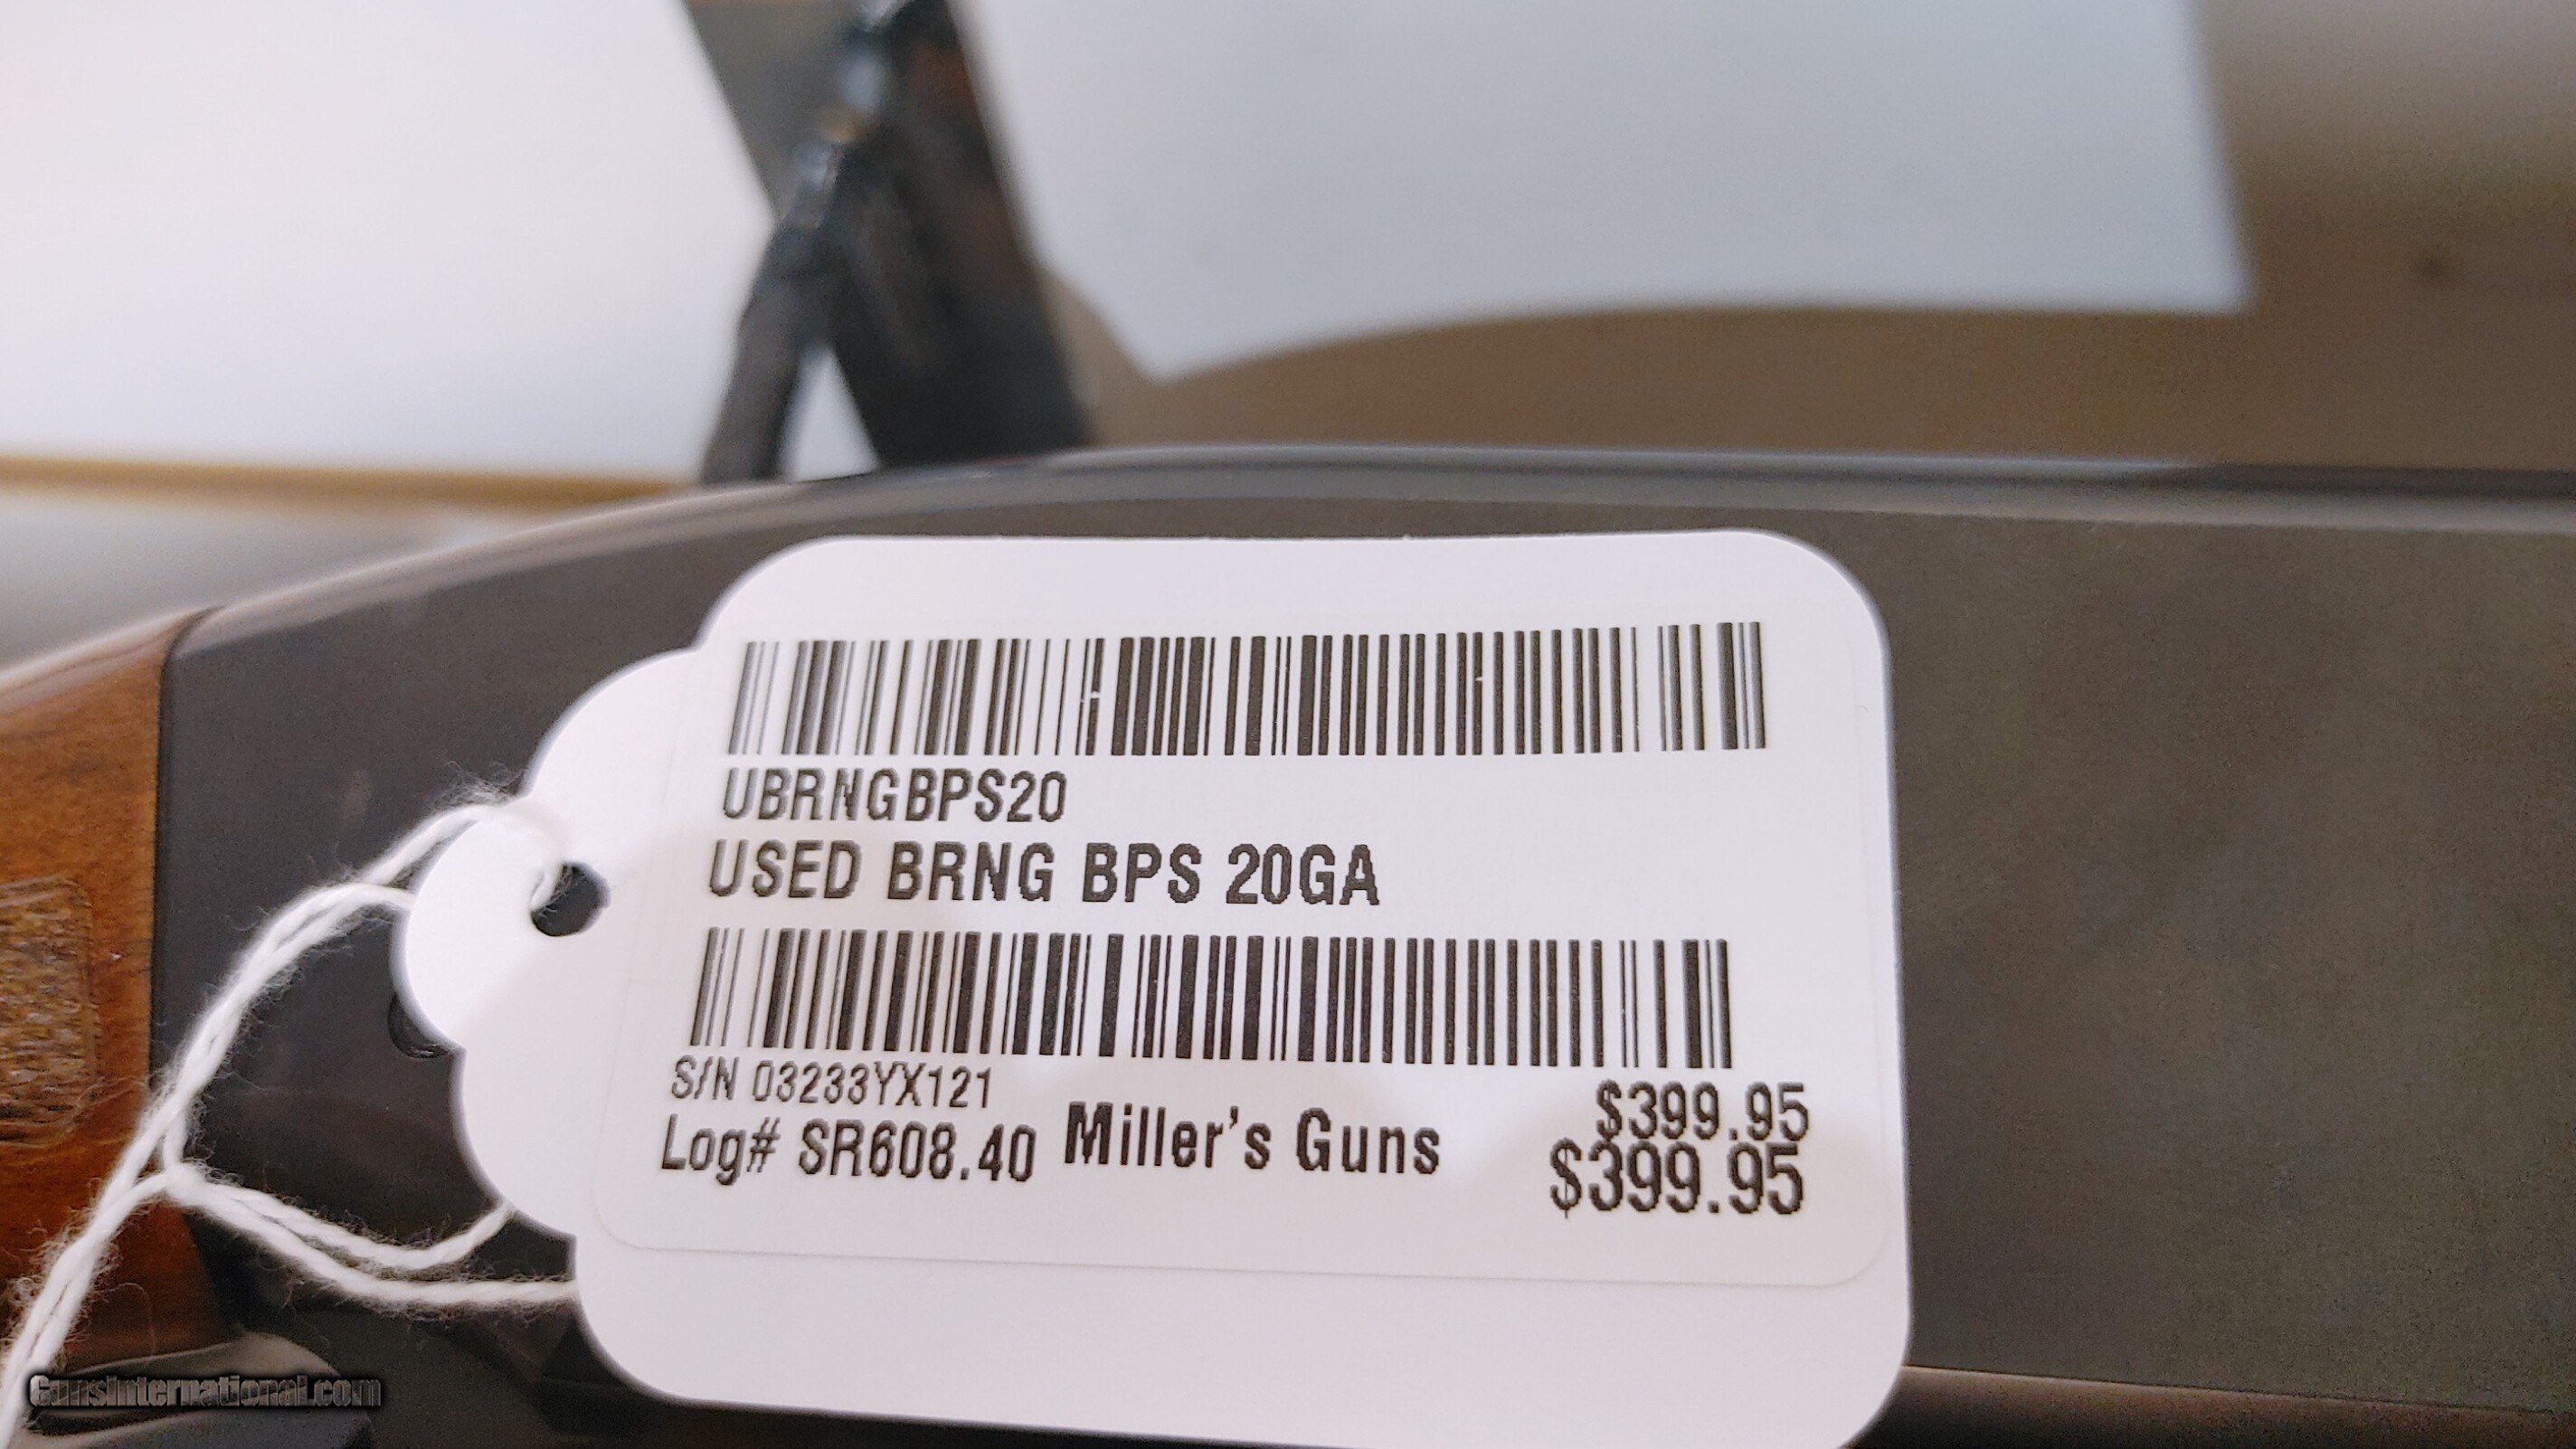 UBRNGBPS20
USED BRNG BPS 20GA
S/N 03233YX121
$399.95
Log# SR608.40 Miller's Guns
$399.95
GunsInternational.com